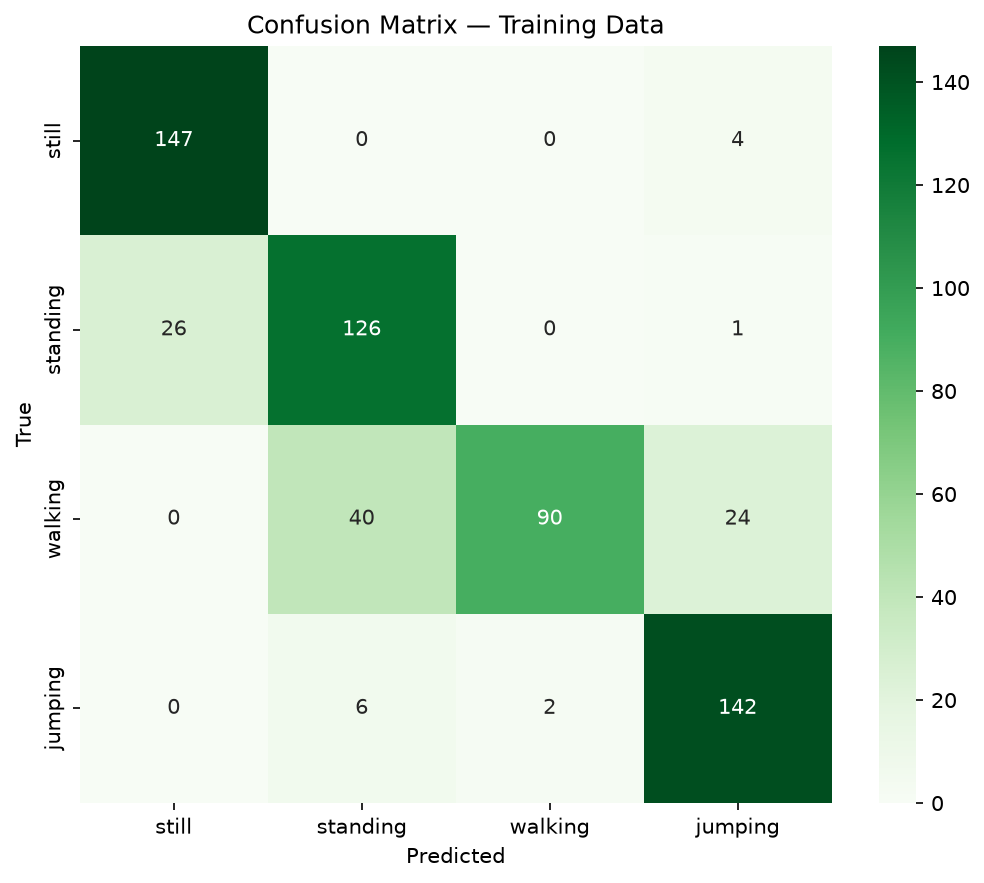 Confusion Matrix — Training Data
True
still
147 0 0 4
standing
26 126 0 1
walking
0 40 90 24
jumping
0 6 2 142
still standing walking jumping
Predicted
140
120
100
80
60
40
20
0